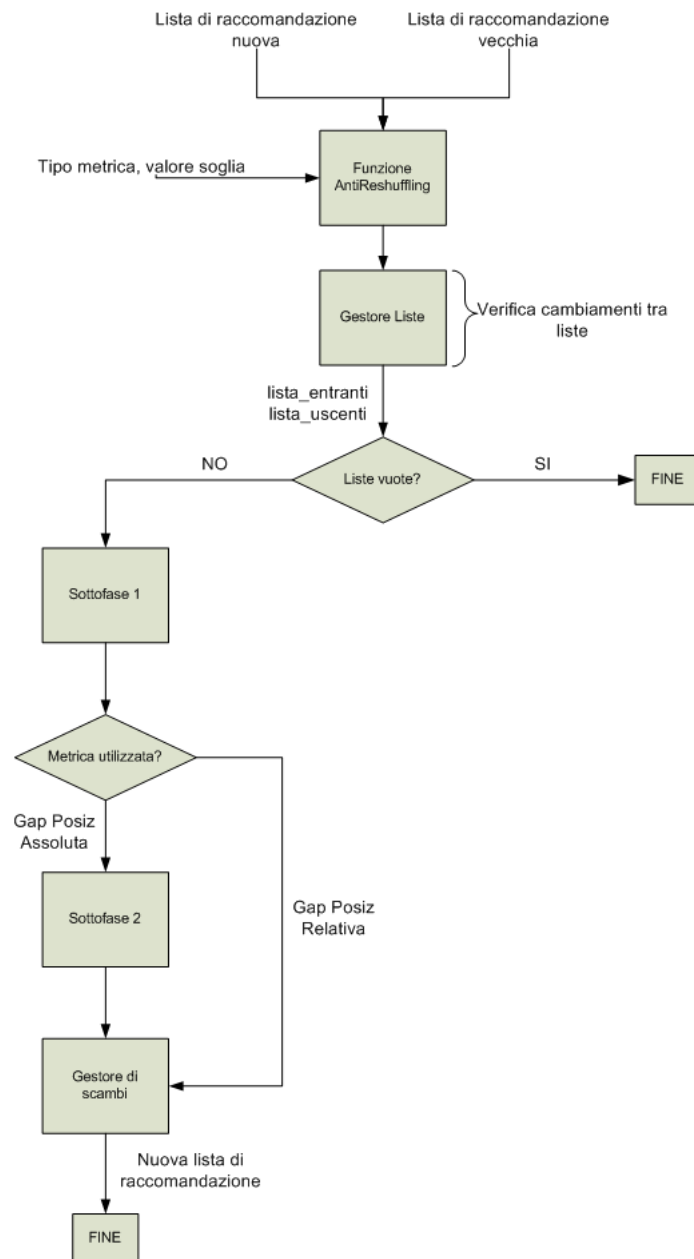 Lista di raccomandazione
nuova
Lista di raccomandazione
vecchia
Tipo metrica, valore soglia
Funzione
AntiReshuffling
Gestore Liste
Verifica cambiamenti tra
liste
lista_entranti
lista_uscenti
NO
Liste vuote?
SI
FINE
Sottofase 1
Metrica utilizzata?
Gap Posiz
Assoluta
Sottofase 2
Gap Posiz
Relativa
Gestore di
scambi
Nuova lista di
raccomandazione
FINE